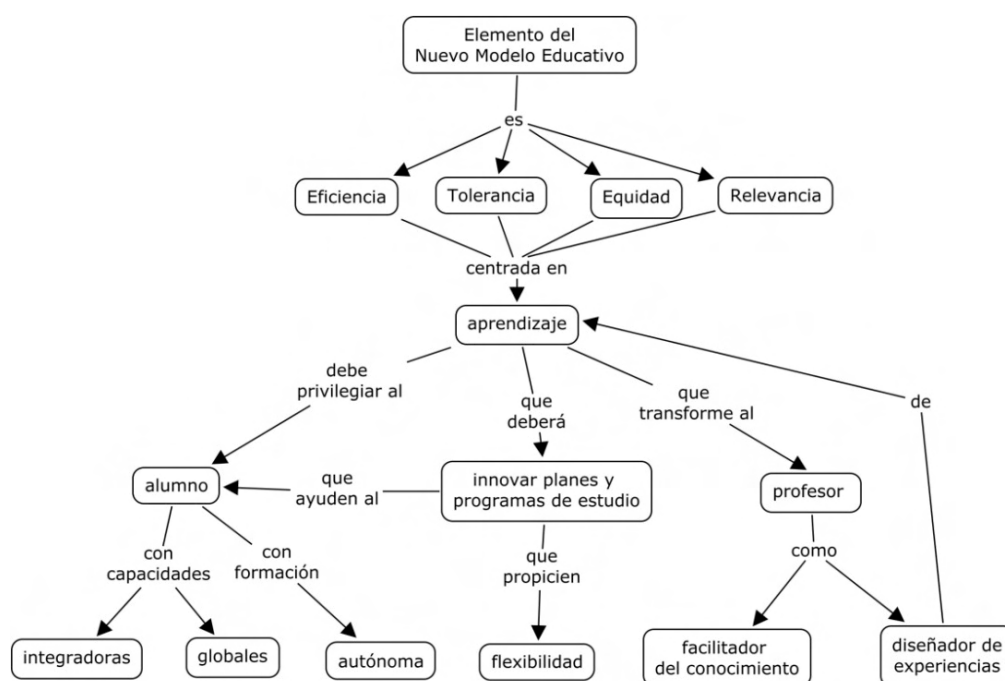 Elemento del
Nuevo Modelo Educativo
es
Eficiencia
Tolerancia
Equidad
Relevancia
centrada en
aprendizaje
debe
privilegiar al
que
deberá
que
transforme al
de
alumno
que
ayuden al
innovar planes y
programas de estudio
profesor
con
capacidades
con
formación
que
propicien
como
integradoras
globales
autónoma
flexibilidad
facilitador
del conocimiento
diseñador de
experiencias